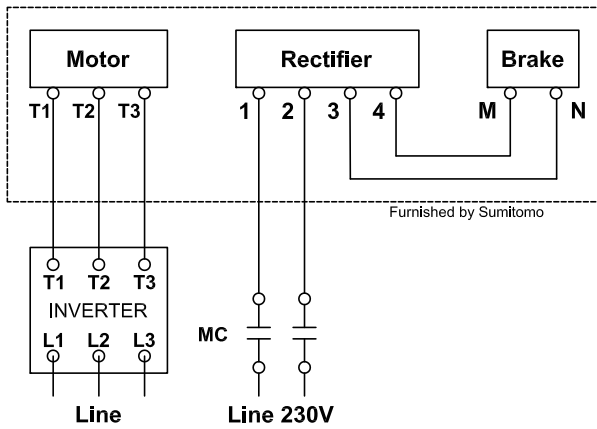 Motor Rectifier Brake
T1 T2 T3 1 2 3 4 M N
Furnished by Sumitomo
T1 T2 T3
INVERTER
L1 L2 L3
MC
Line Line 230V